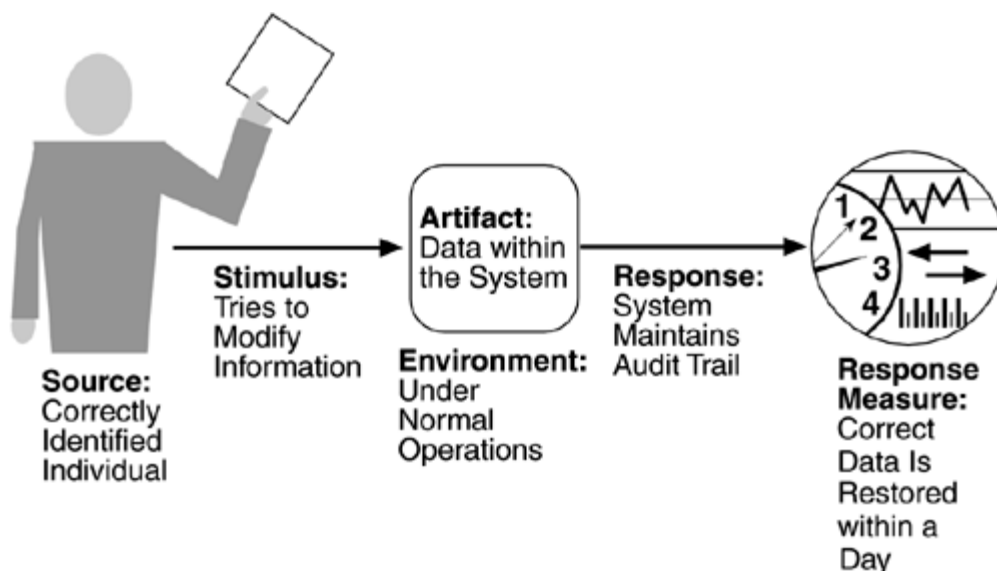 Source:
Correctly
Identified
Individual
Stimulus:
Tries to
Modify
Information
Artifact:
Data within
the System
Environment:
Under
Normal
Operations
Response:
System
Maintains
Audit Trail
1
2
3
4
Response
Measure:
Correct
Data Is
Restored
within a
Day